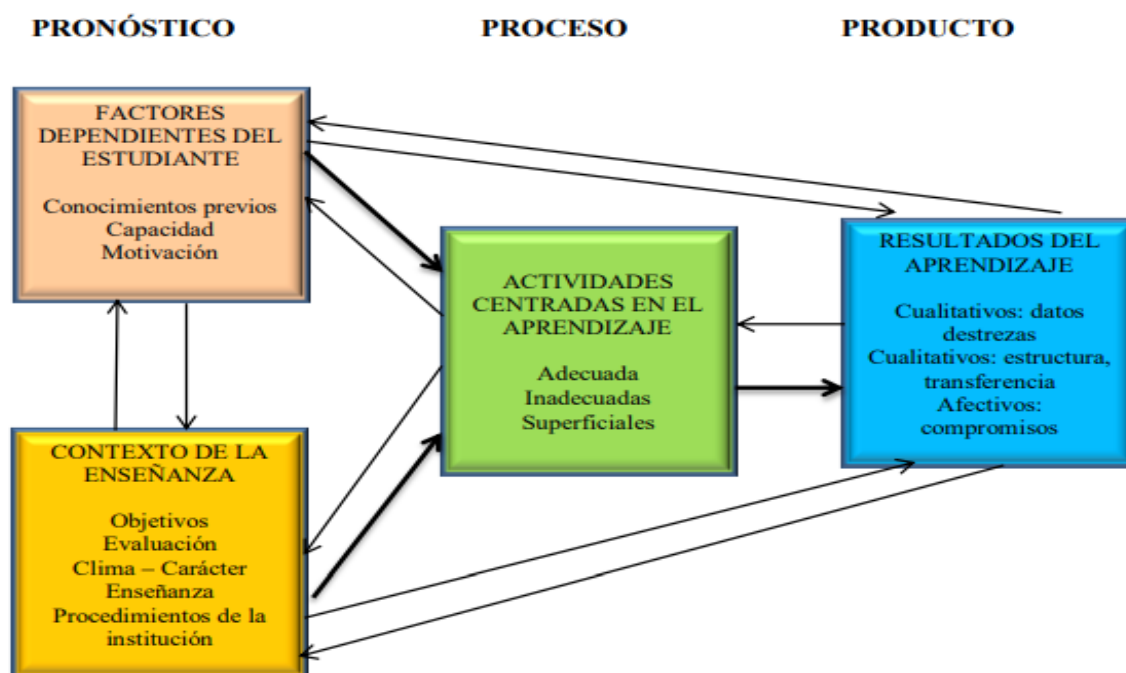 PRONÓSTICO PROCESO PRODUCTO
FACTORES
DEPENDIENTES DEL
ESTUDIANTE
Conocimientos previos
Capacidad
Motivación
CONTEXTO DE LA
ENSEÑANZA
Objetivos
Evaluación
Clima – Carácter
Enseñanza
Procedimientos de la
institución
ACTIVIDADES
CENTRADAS EN EL
APRENDIZAJE
Adecuada
Inadecuadas
Superficiales
RESULTADOS DEL
APRENDIZAJE
Cualitativos: datos
destrezas
Cualitativos: estructura,
transferencia
Afectivos:
compromisos